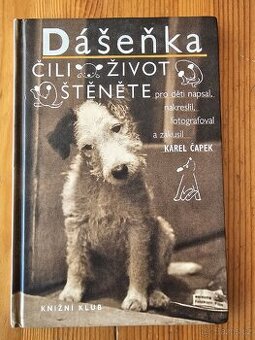 Dášeňka
ČILI ŽIVOT
ŠTĚNĚTE pro děti napsal,
nakreslil,
fotografoval
a zakusil
KAREL ČAPEK
KNIŽNÍ KLUB